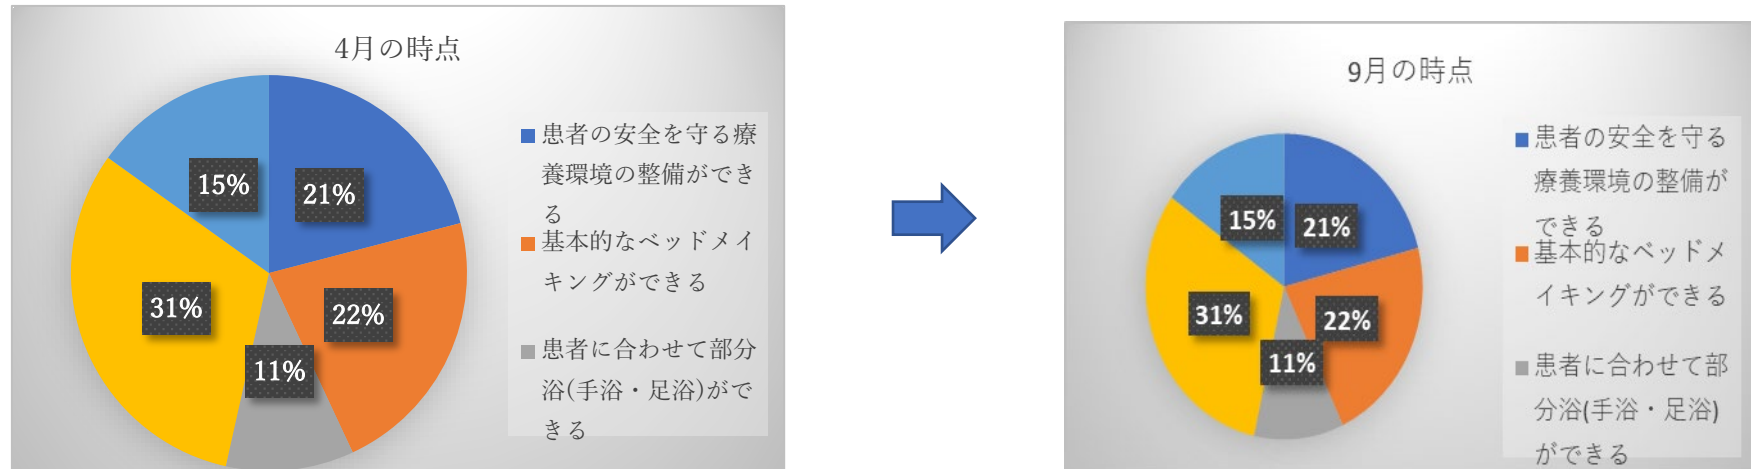 4月の時点
21%
22%
11%
31%
15%
患者の安全を守る療
養環境の整備ができ
る
基本的なベッドメイ
キングができる
患者に合わせて部分
浴(手浴・足浴)がで
きる
9月の時点
21%
22%
11%
31%
15%
患者の安全を守る
療養環境の整備が
できる
基本的なベッドメ
イキングができる
患者に合わせて部
分浴(手浴・足浴)
ができる